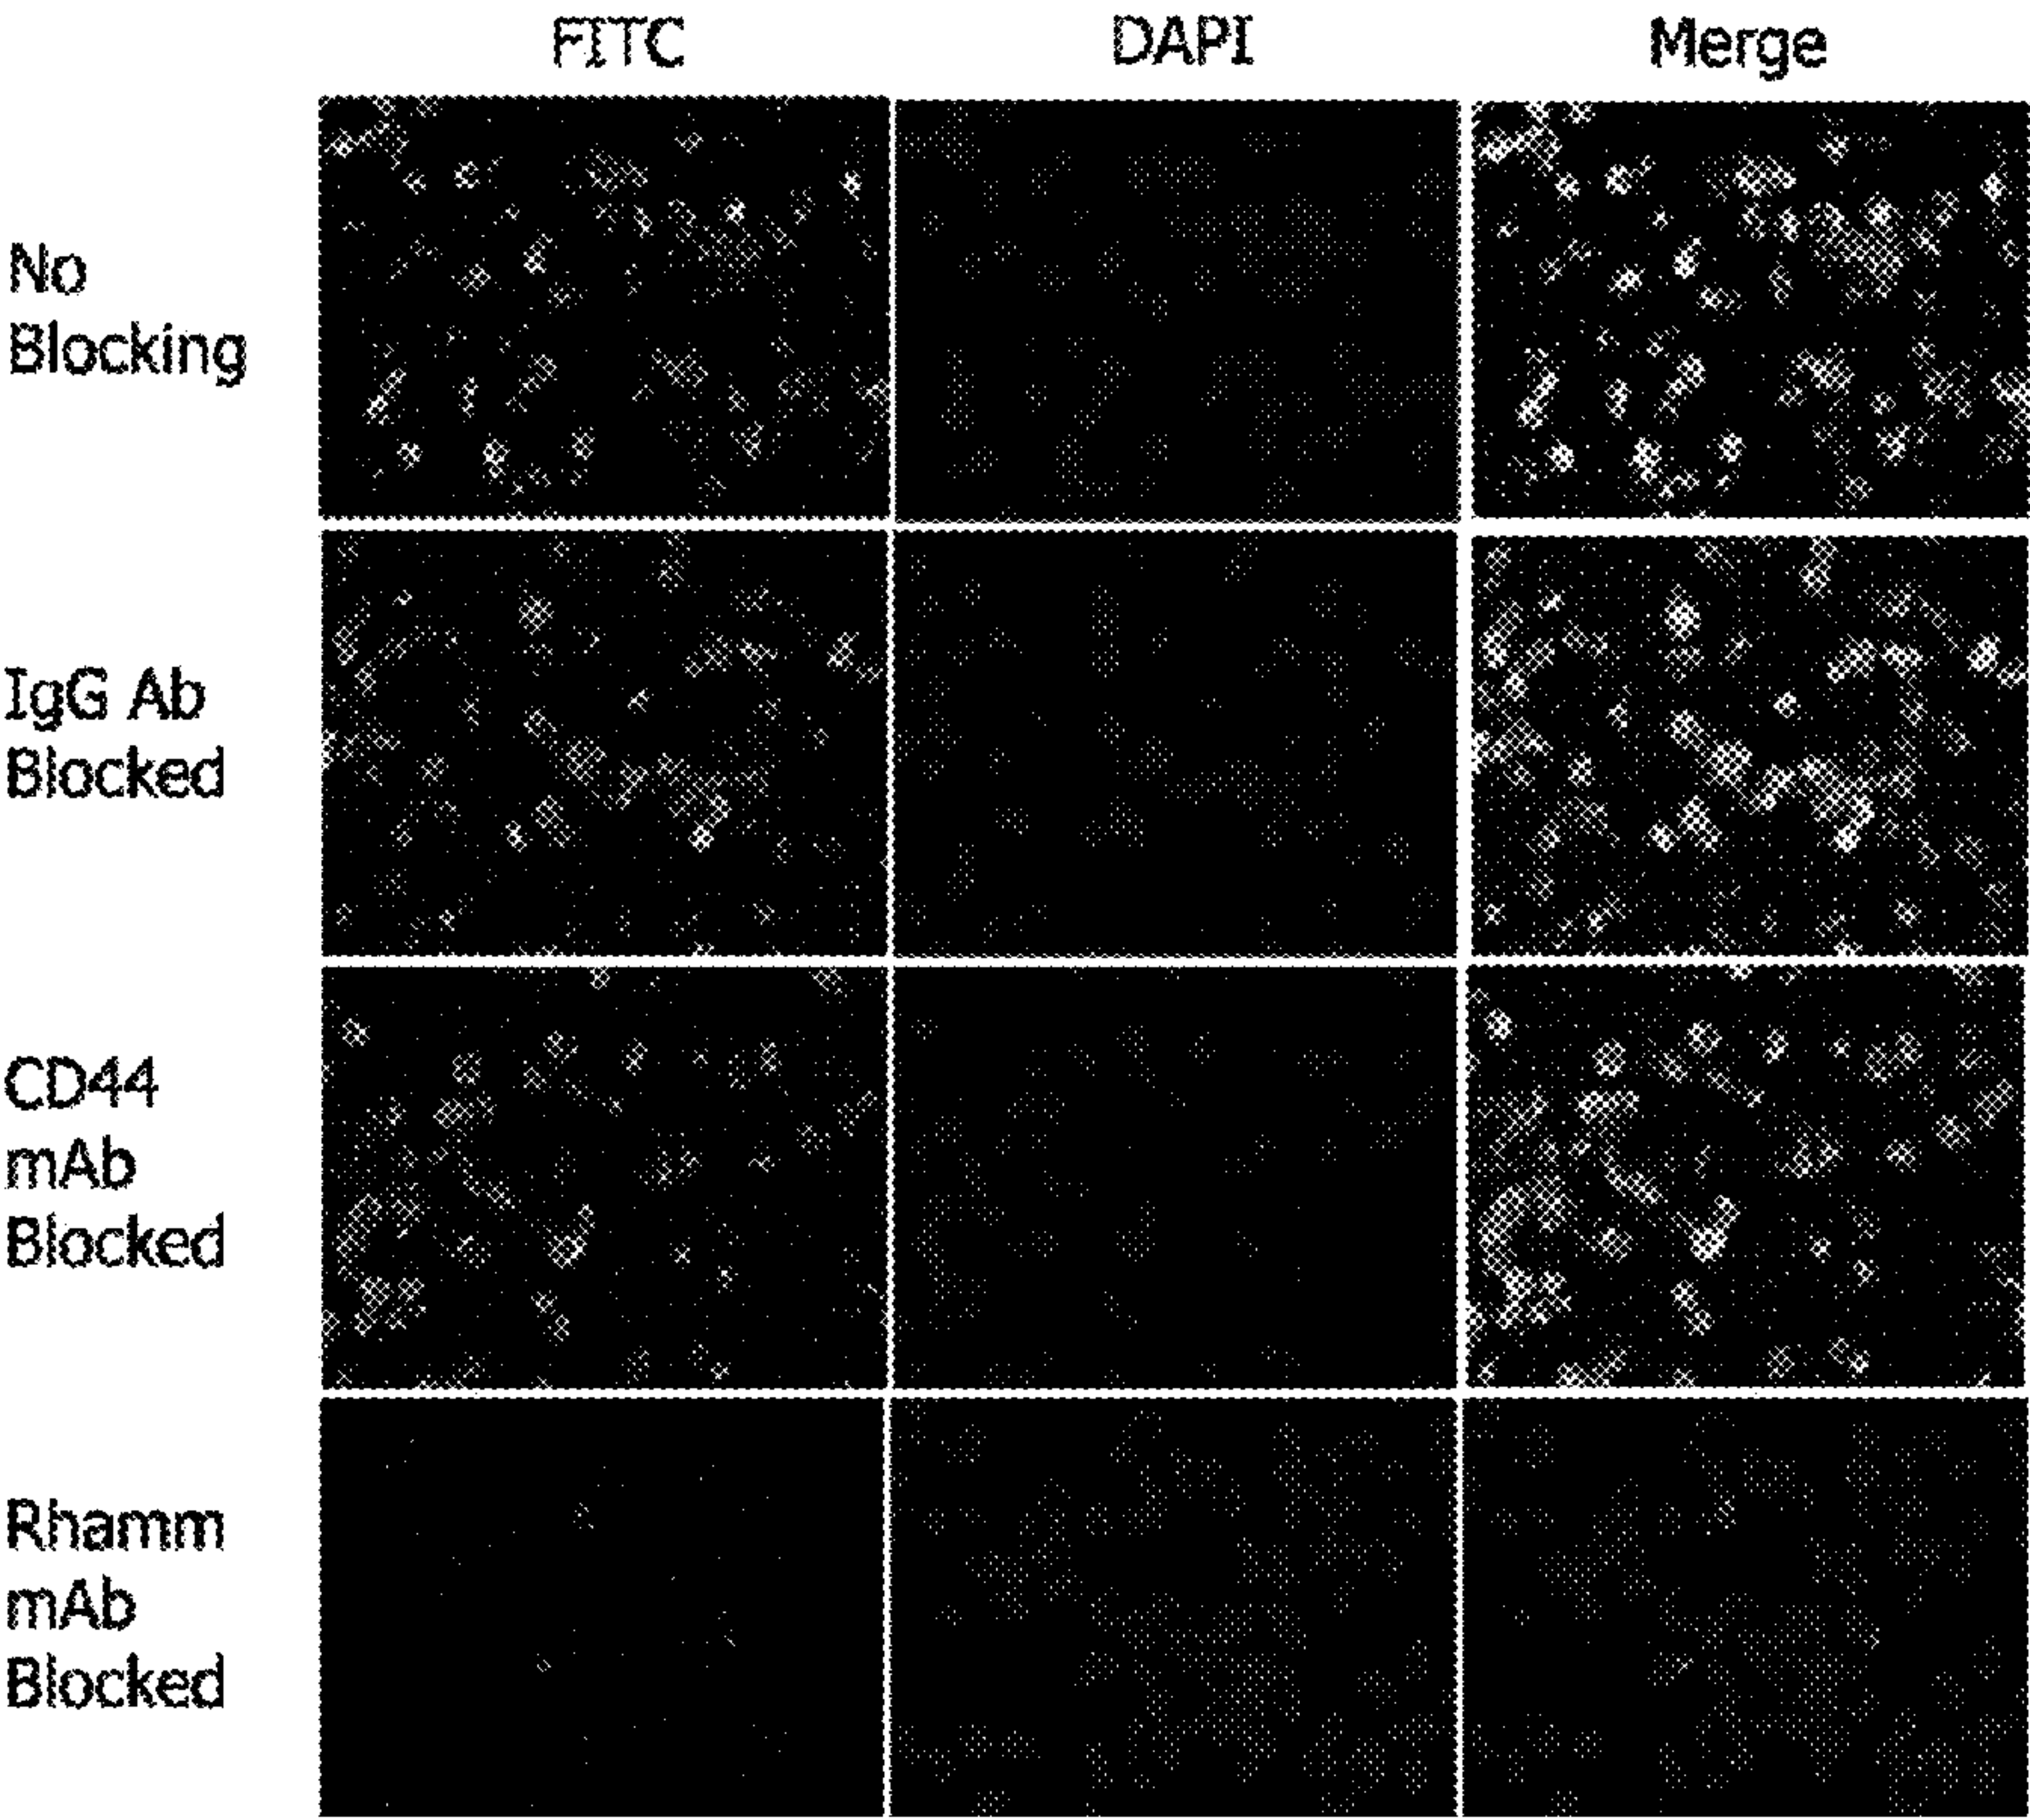 FITC DAPI Merge
No
Blocking
IgG Ab
Blocked
CD44
mAb
Blocked
Rhamm
mAb
Blocked